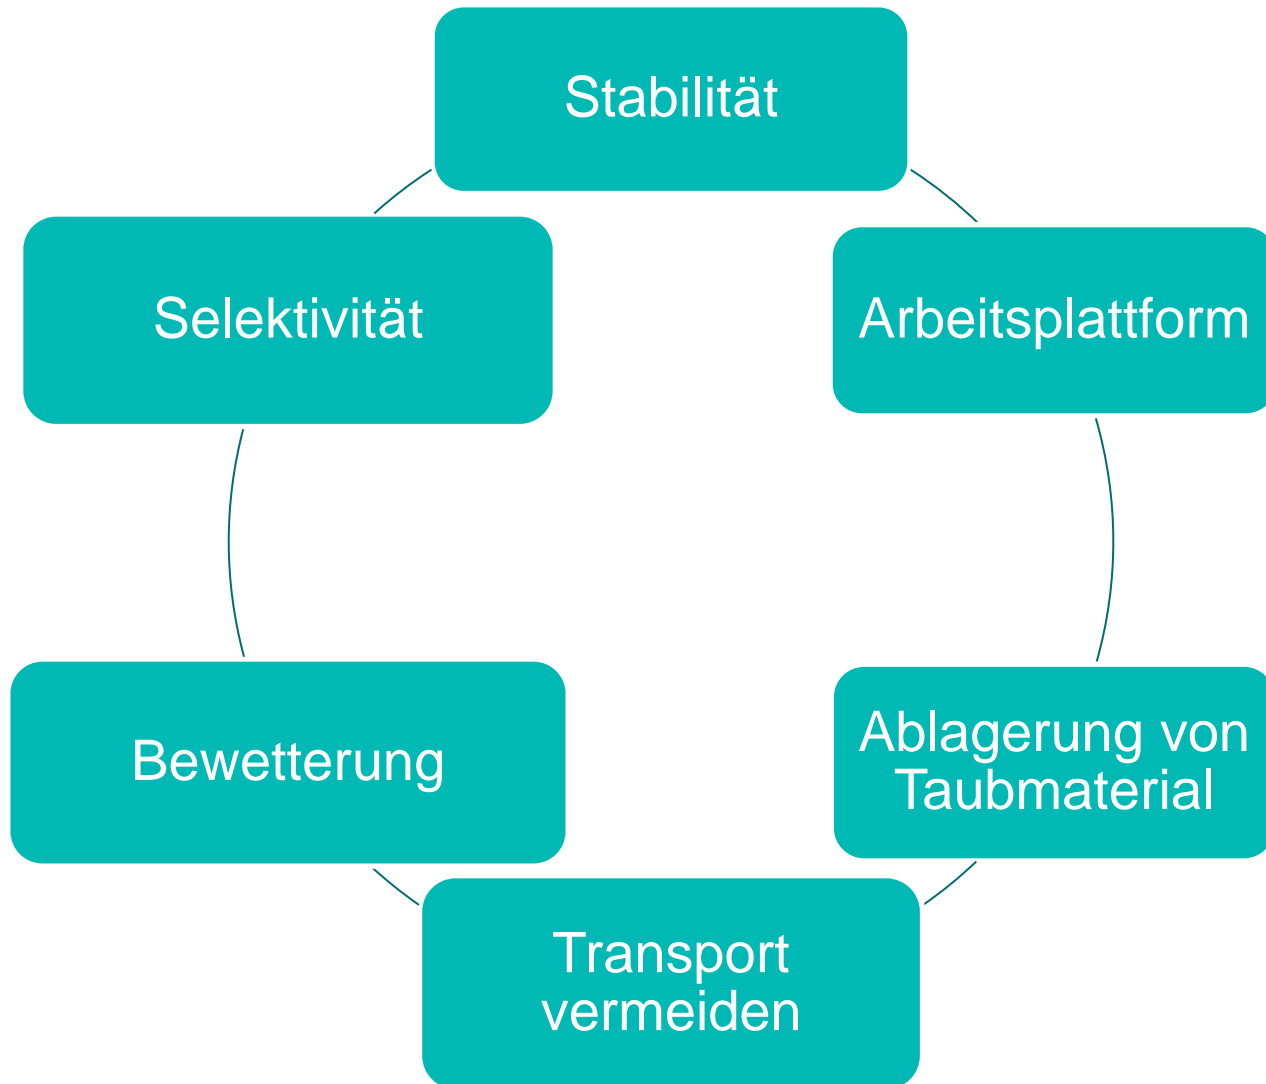 Stabilität
Selektivität
Arbeitsplattform
Bewetterung
Ablagerung von
Taubmaterial
Transport
vermeiden